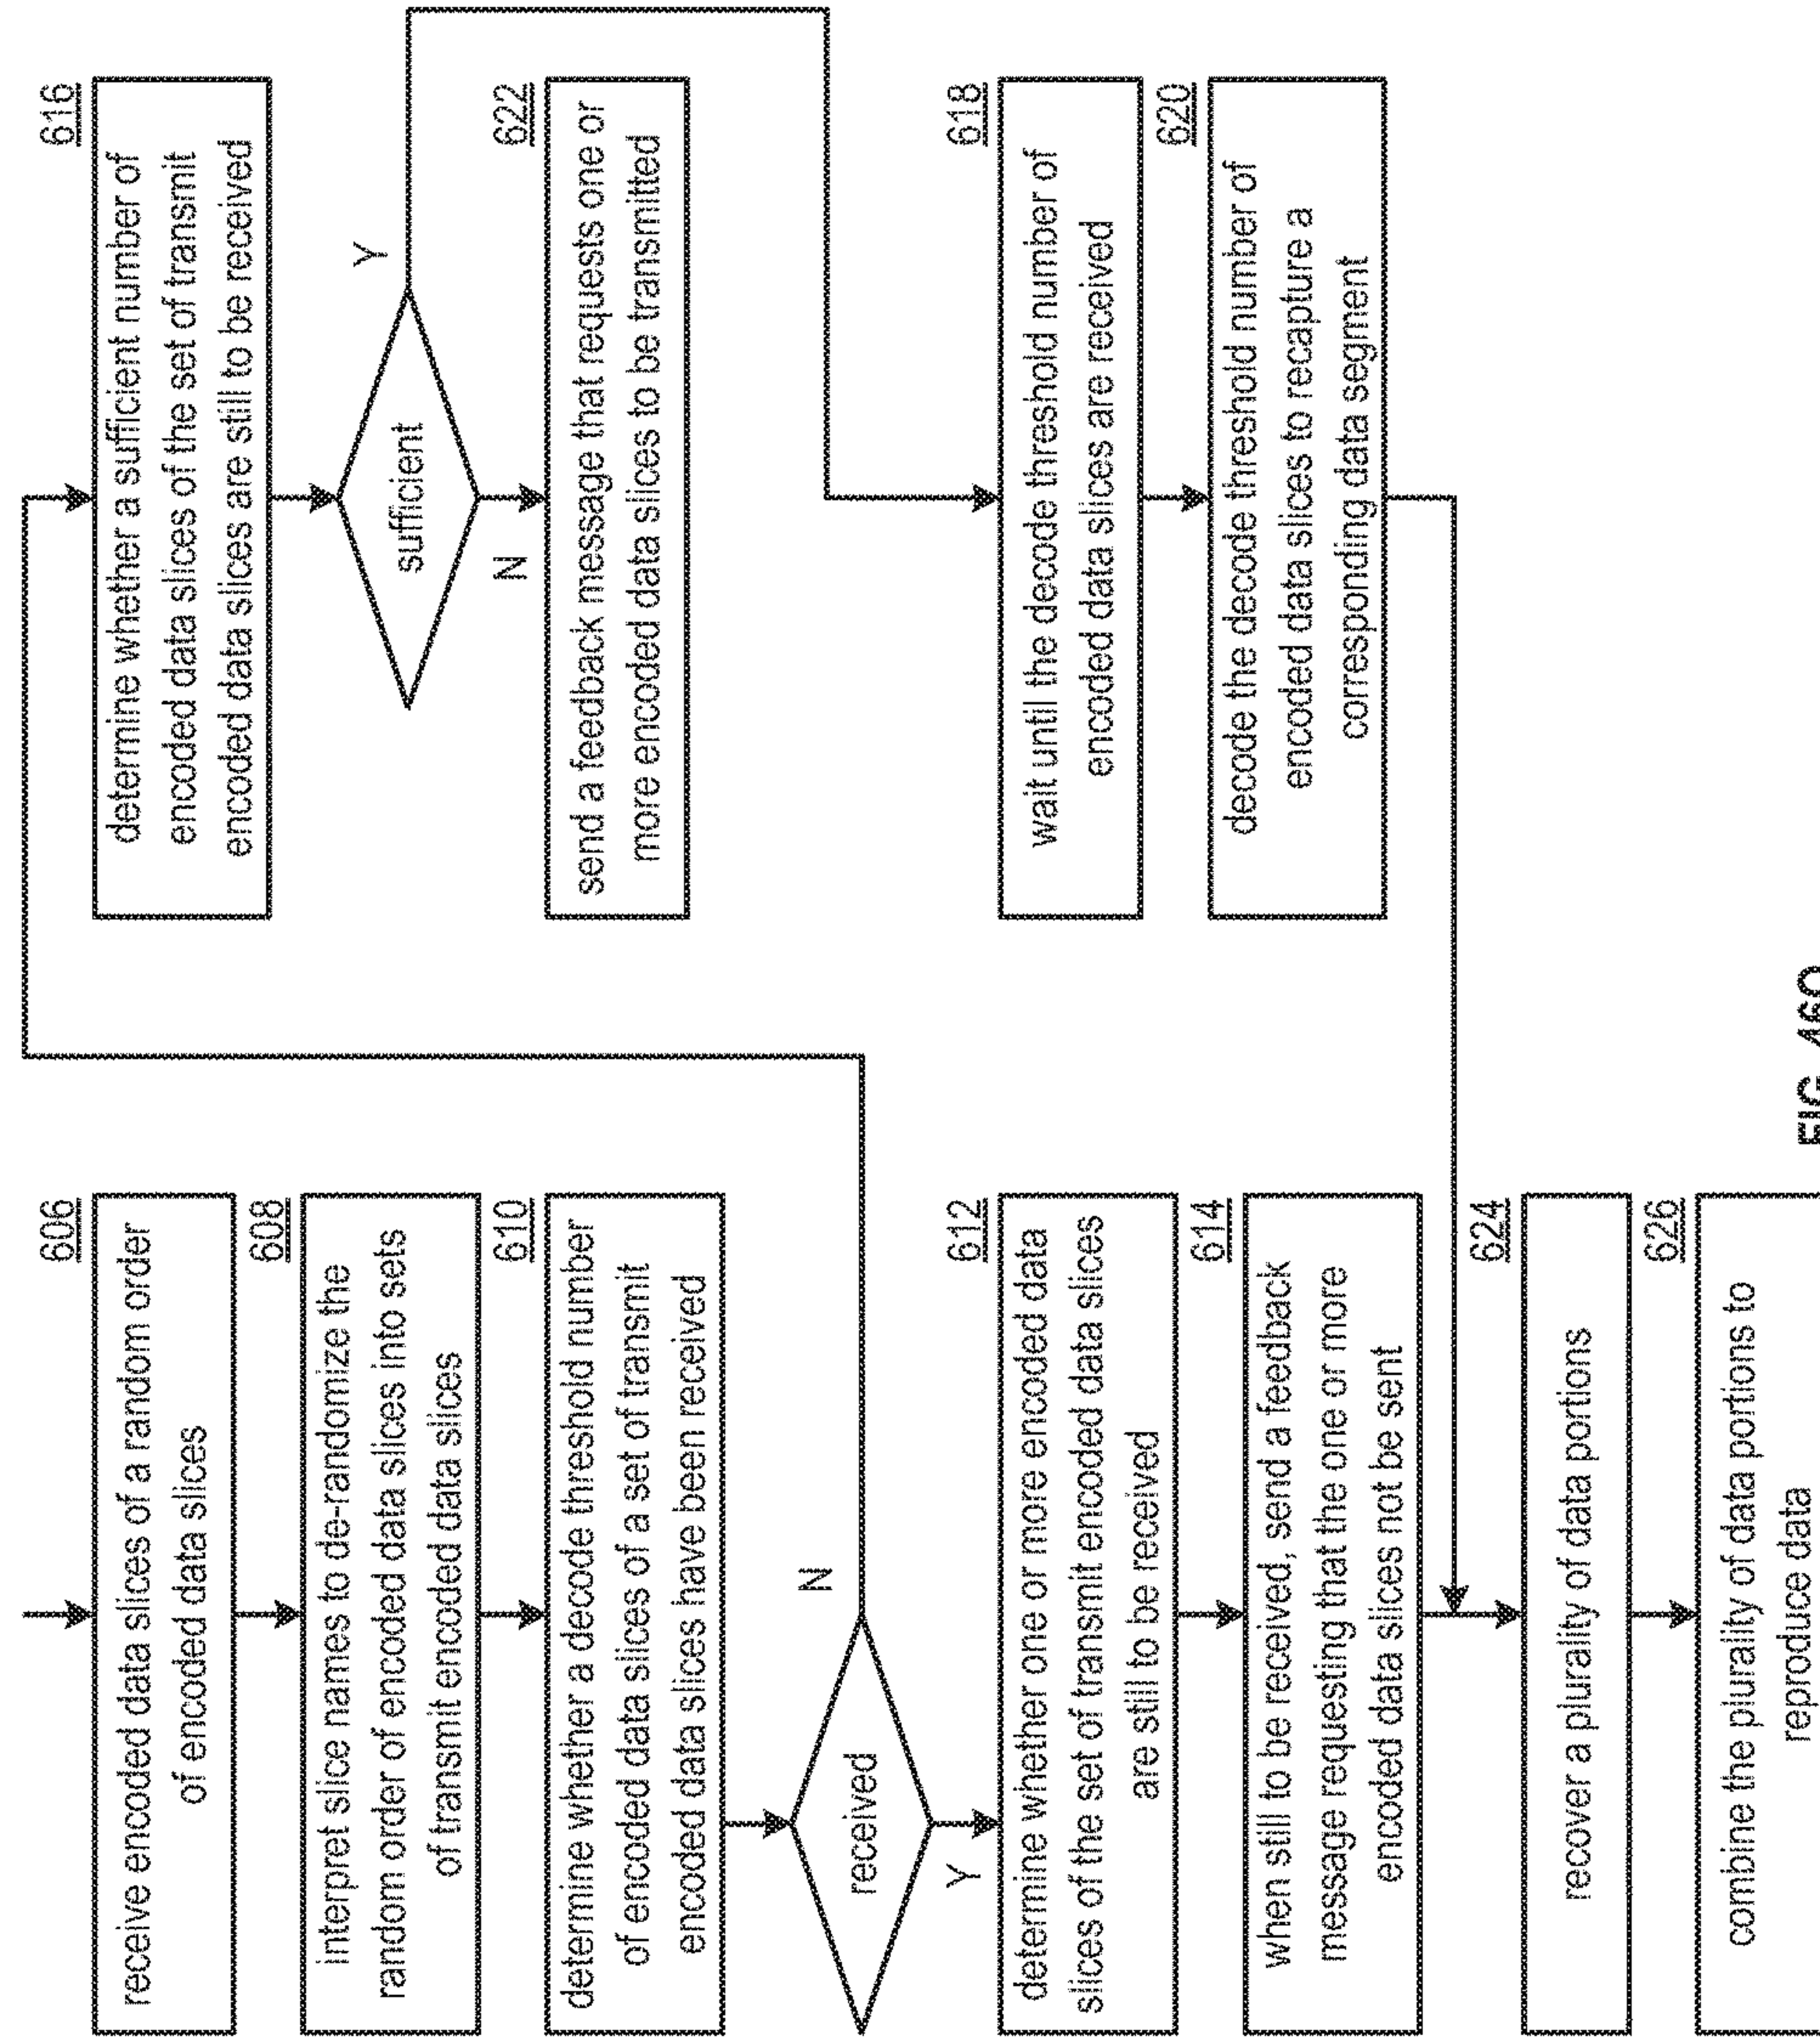 606
receive encoded data slices of a random order
of encoded data slices
608
interpret slice names to de-randomize the
random order of encoded data slices into sets
of transmit encoded data slices
610
determine whether a decode threshold number
of encoded data slices of a set of transmit
encoded data slices have been received
received
N
Y
612
determine whether one or more encoded data
slices of the set of transmit encoded data slices
are still to be received
614
when still to be received, send a feedback
message requesting that the one or more
encoded data slices not be sent
624
recover a plurality of data portions
626
combine the plurality of data portions to
reproduce data
616
determine whether a sufficient number of
encoded data slices of the set of transmit
encoded data slices are still to be received
sufficient
Y
N
622
send a feedback message that requests one or
more encoded data slices to be transmitted
618
wait until the decode threshold number of
encoded data slices are received
620
decode the decode threshold number of
encoded data slices to recapture a
corresponding data segment
FIG.